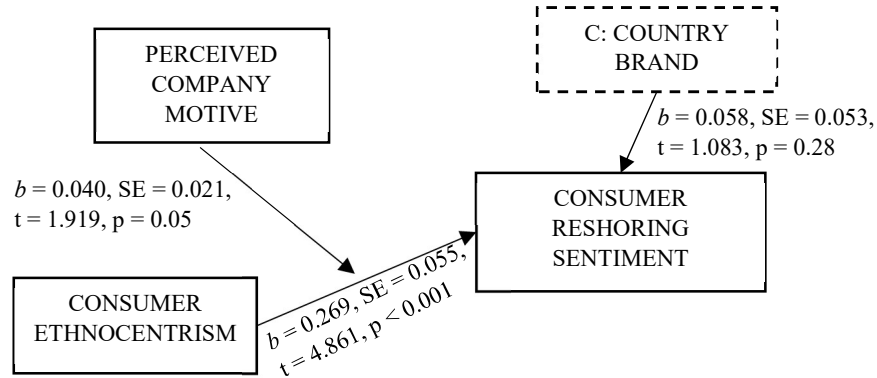 PERCEIVED
COMPANY
MOTIVE
C: COUNTRY
BRAND
b = 0.058, SE = 0.053,
t = 1.083, p = 0.28
b = 0.040, SE = 0.021,
t = 1.919, p = 0.05
CONSUMER
RESHORING
SENTIMENT
CONSUMER
ETHNOCENTRISM
b = 0.269, SE = 0.055,
t = 4.861, p < 0.001